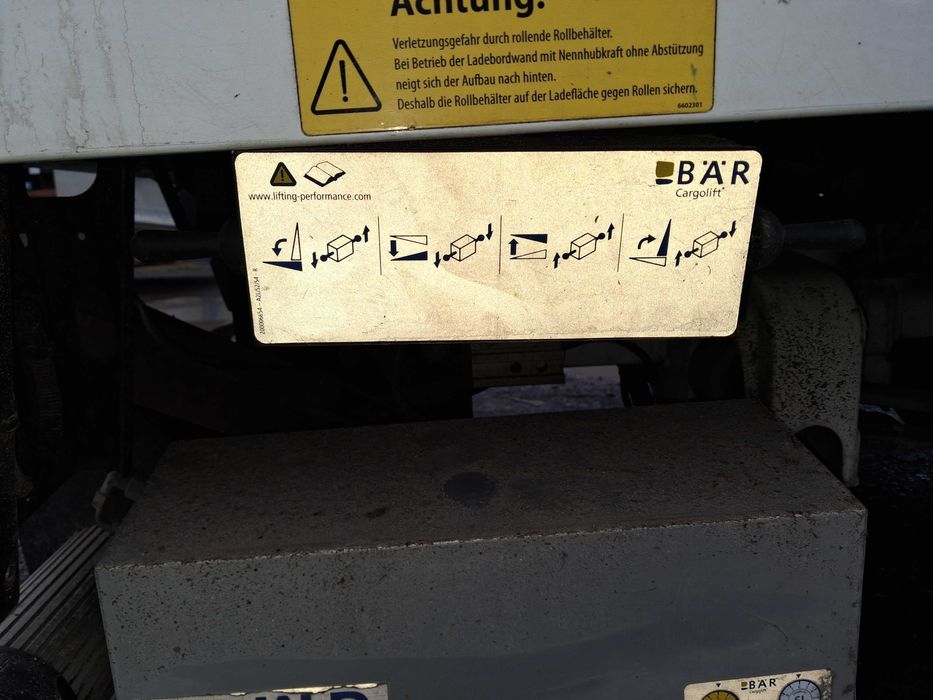 Achtung!
Verletzungsgefahr durch rollende Rollbehälter.
Bei Betrieb der Ladebordwand mit Nennhubkraft ohne Abstützung
neigt sich der Aufbau nach hinten.
Deshalb die Rollbehälter auf der Ladefläche gegen Rollen sichern.
6602301
www.lifting-performance.com
BÄR
Cargolift
BÄR